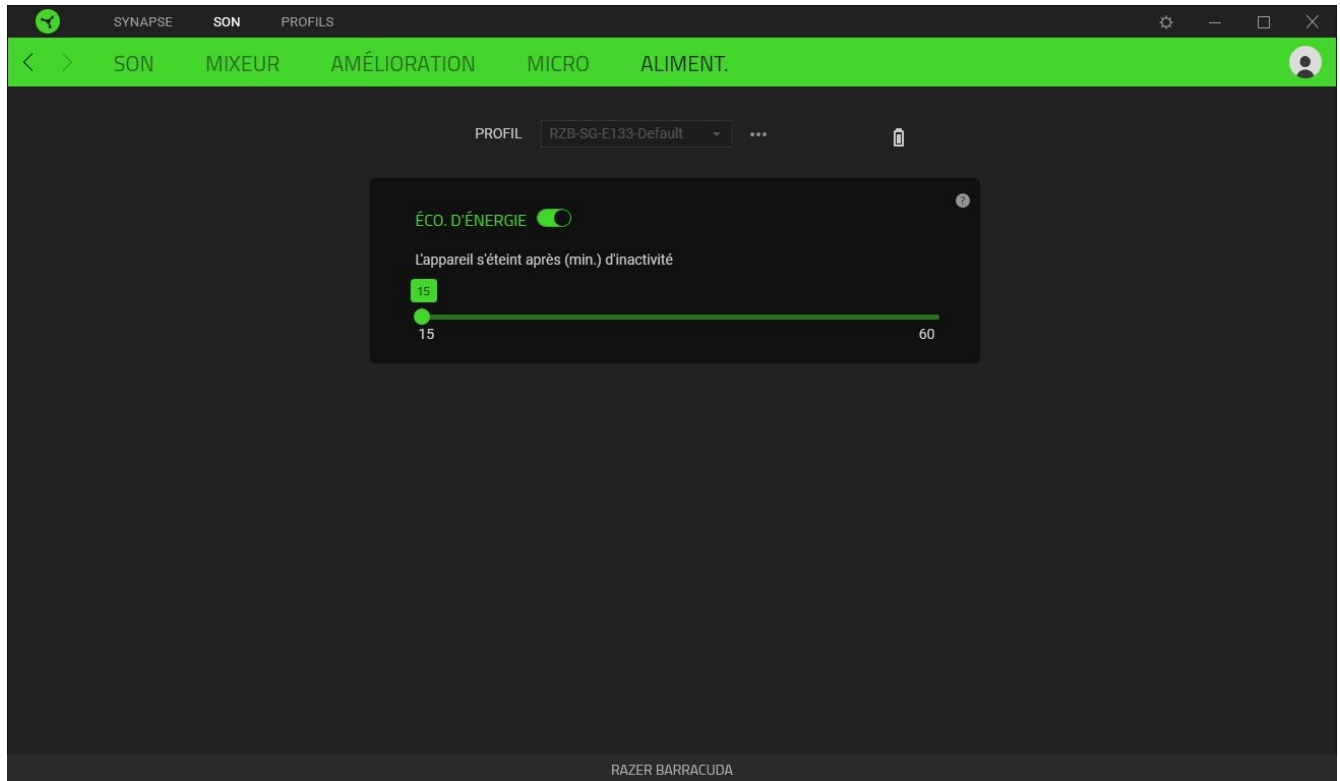 SYNAPSE SON PROFILS
SON MIXEUR AMÉLIORATION MICRO ALIMENT.
PROFIL RZB-SG-E133-Default
?
ÉCO. D'ÉNERGIE
L'appareil s'éteint après (min.) d'inactivité
15
15 60
RAZER BARRACUDA